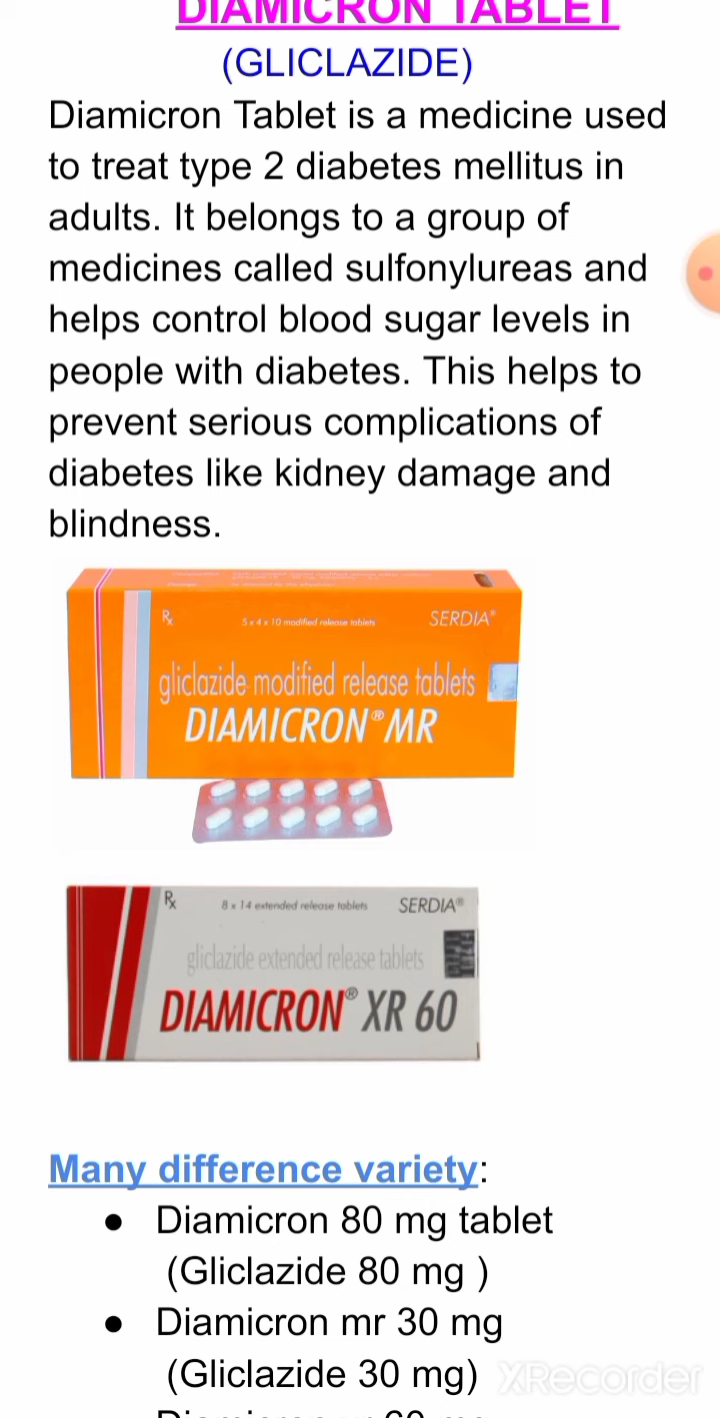 DIAMICRON TABLET
(GLICLAZIDE)
Diamicron Tablet is a medicine used
to treat type 2 diabetes mellitus in
adults. It belongs to a group of
medicines called sulfonylureas and
helps control blood sugar levels in
people with diabetes. This helps to
prevent serious complications of
diabetes like kidney damage and
blindness.
Rx 5 x 4 x 10 modified release tablets SERDIA®
gliclazide modified release tablets
DIAMICRON® MR
Rx 8 x 14 extended release tablets SERDIA®
gliclazide extended release tablets
DIAMICRON® XR 60
Many difference variety:
● Diamicron 80 mg tablet
(Gliclazide 80 mg )
● Diamicron mr 30 mg
(Gliclazide 30 mg)
XRecorder